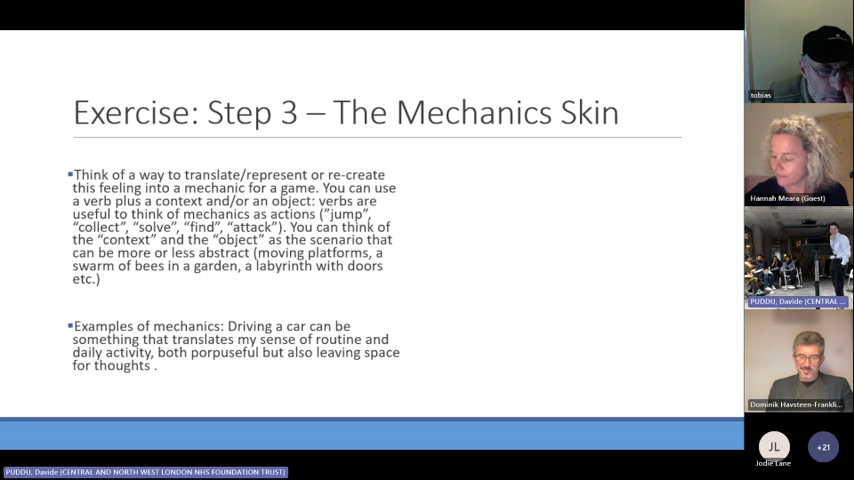 Exercise: Step 3 – The Mechanics Skin
▪Think of a way to translate/represent or re-create
this feeling into a mechanic for a game. You can use
a verb plus a context and/or an object: verbs are
useful to think of mechanics as actions (”jump”,
“collect”, “solve”, “find”, “attack”). You can think of
the “context” and the “object” as the scenario that
can be more or less abstract (moving platforms, a
swarm of bees in a garden, a labyrinth with doors
etc.)
▪Examples of mechanics: Driving a car can be
something that translates my sense of routine and
daily activity, both porpuseful but also leaving space
for thoughts .
tobias
Hannah Meara (Guest)
PUDDU, Davide (CENTRAL ...
Dominik Havsteen-Frankli...
JL
Jodie Lane
+21
PUDDU, Davide (CENTRAL AND NORTH WEST LONDON NHS FOUNDATION TRUST)